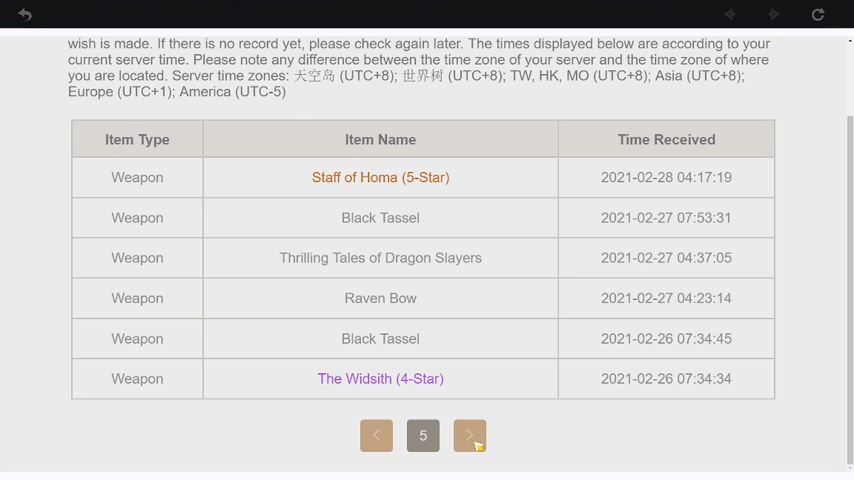 wish is made. If there is no record yet, please check again later. The times displayed below are according to your
current server time. Please note any difference between the time zone of your server and the time zone of where
you are located. Server time zones: 天空岛 (UTC+8); 世界树 (UTC+8); TW, HK, MO (UTC+8); Asia (UTC+8);
Europe (UTC+1); America (UTC-5)
Item Type Item Name Time Received
Weapon Staff of Homa (5-Star) 2021-02-28 04:17:19
Weapon Black Tassel 2021-02-27 07:53:31
Weapon Thrilling Tales of Dragon Slayers 2021-02-27 04:37:05
Weapon Raven Bow 2021-02-27 04:23:14
Weapon Black Tassel 2021-02-26 07:34:45
Weapon The Widsith (4-Star) 2021-02-26 07:34:34
5